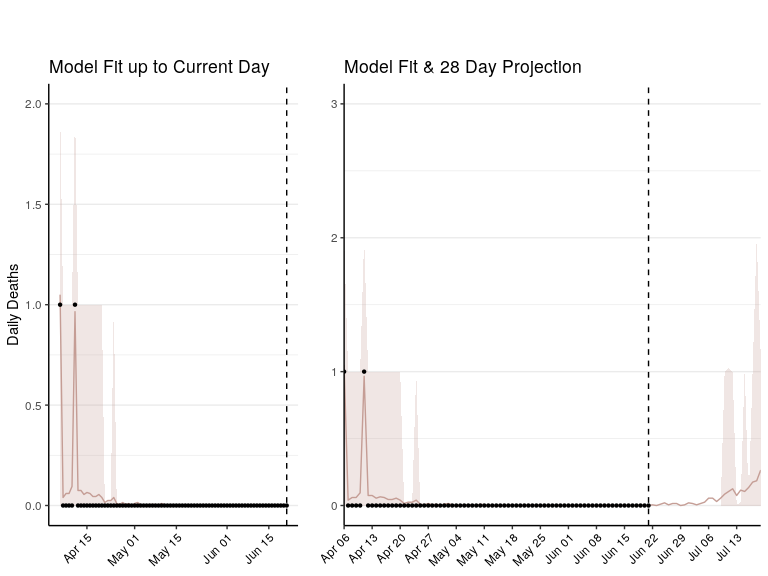 Model Fit up to Current Day
Daily Deaths
2.0
1.5
1.0
0.5
0.0
Apr 15
May 01
May 15
Jun 01
Jun 15
Model Fit & 28 Day Projection
3
2
1
0
Apr 06
Apr 13
Apr 20
Apr 27
May 04
May 11
May 18
May 25
Jun 01
Jun 08
Jun 15
Jun 22
Jun 29
Jul 06
Jul 13